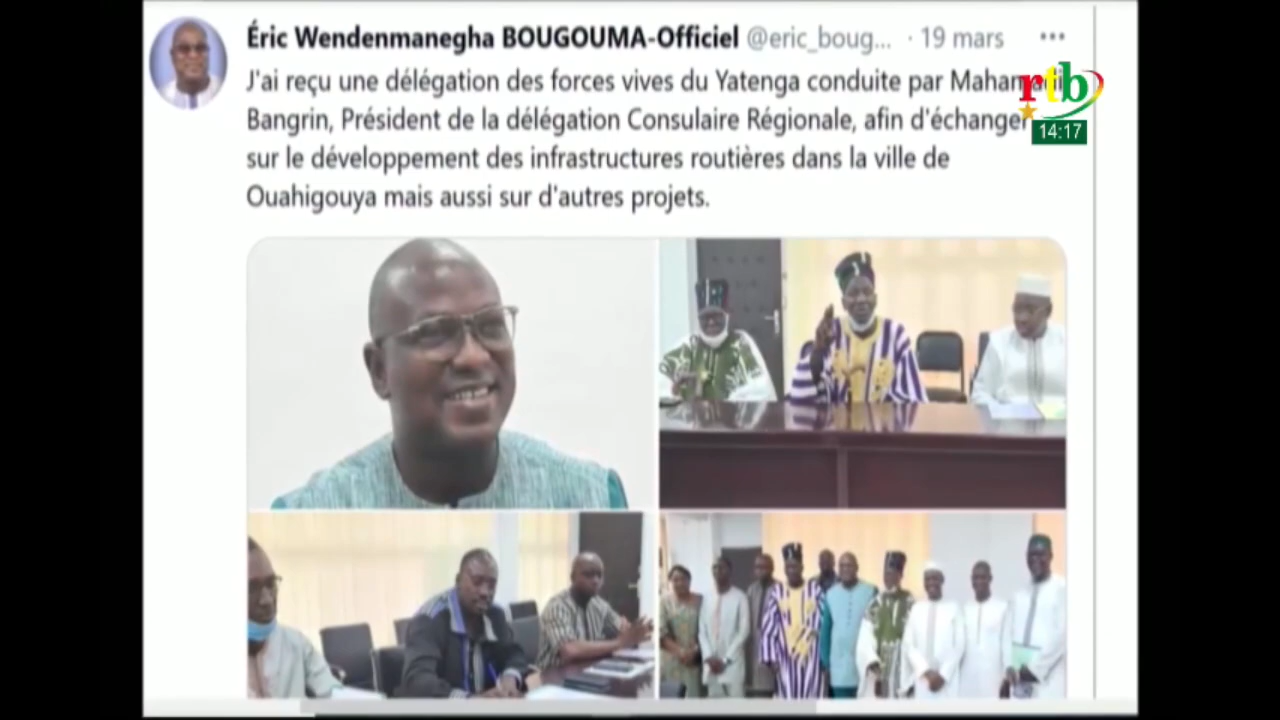 Éric Wendenmanegha BOUGOUMA-Officiel @eric_boug... · 19 mars
J'ai reçu une délégation des forces vives du Yatenga conduite par
Bangrin, Président de la délégation Consulaire Régionale, afin d'échanger
sur le développement des infrastructures routières dans la ville de
Ouahigouya mais aussi sur d'autres projets.
rtb
14:17